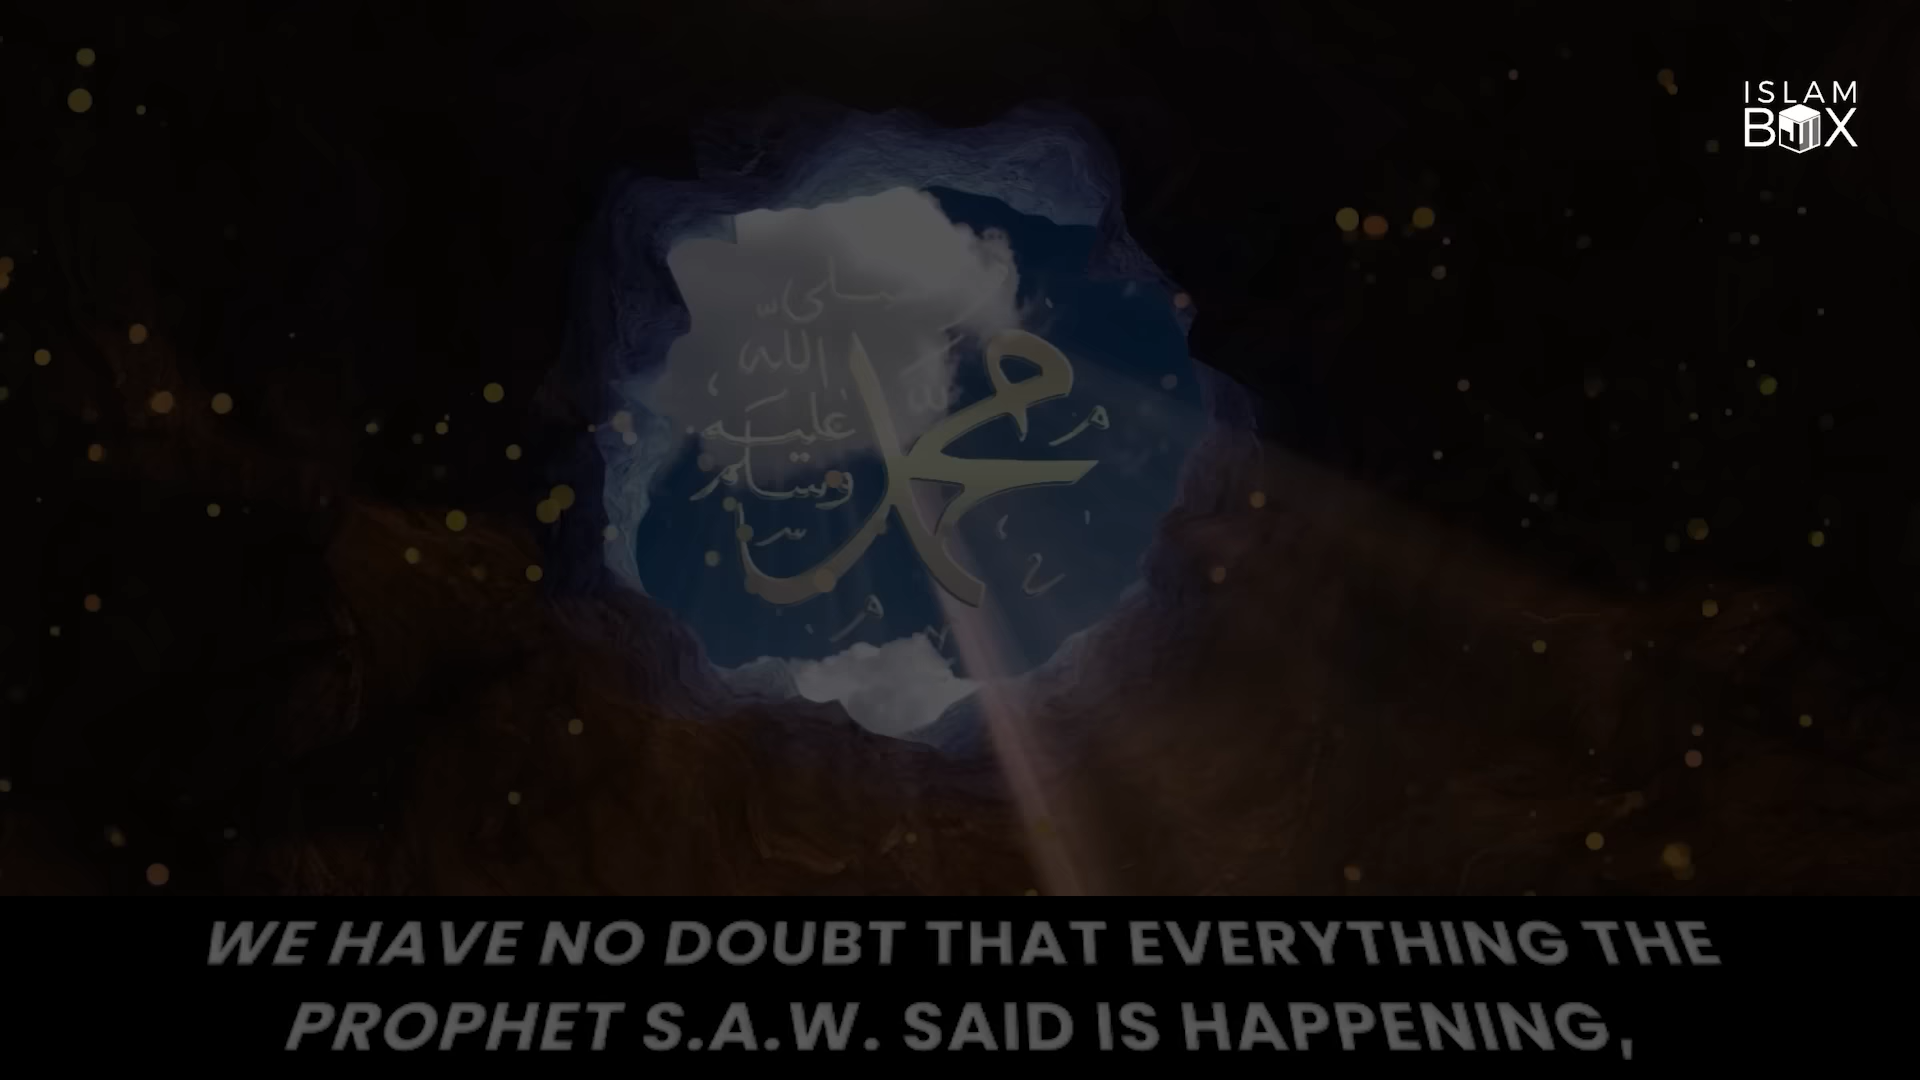 ISLAM
BOX
صلى
الله
عليه
وسلم
محمد
WE HAVE NO DOUBT THAT EVERYTHING THE
PROPHET S.A.W. SAID IS HAPPENING,